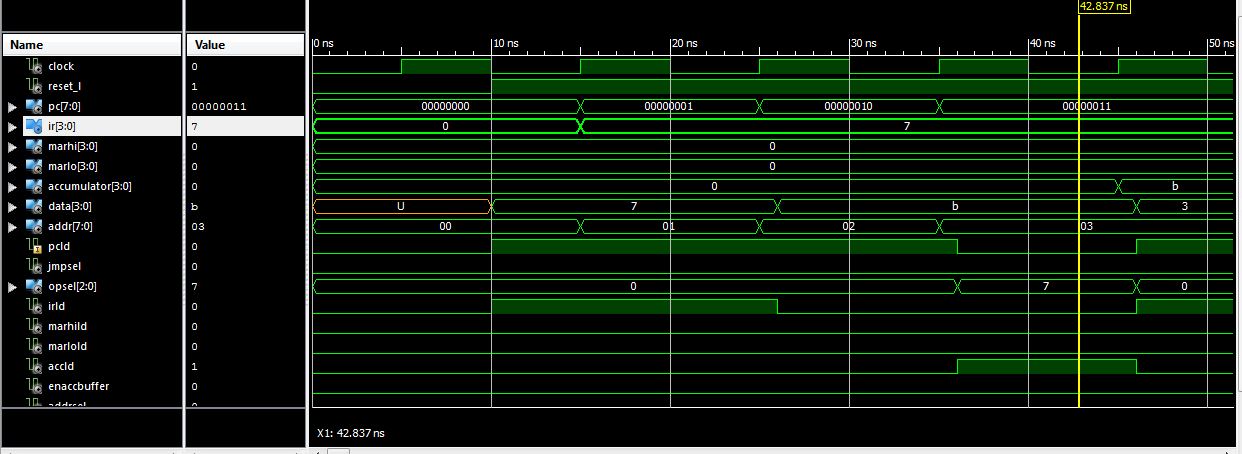 42.837 ns
Name Value 0 ns 10 ns 20 ns 30 ns 40 ns 50 ns
clock 0
reset_l 1
pc[7:0] 00000011 00000000 00000001 00000010 00000011
ir[3:0] 7 0 7
marhi[3:0] 0 0
marlo[3:0] 0 0
accumulator[3:0] 0 0 b
data[3:0] b U 7 b 3
addr[7:0] 03 00 01 02 03
pcld 0
jmpsel 0
opsel[2:0] 7 0 7 0
irld 0
marhild 0
marlold 0
accld 1
enaccbuffer 0
X1: 42.837 ns